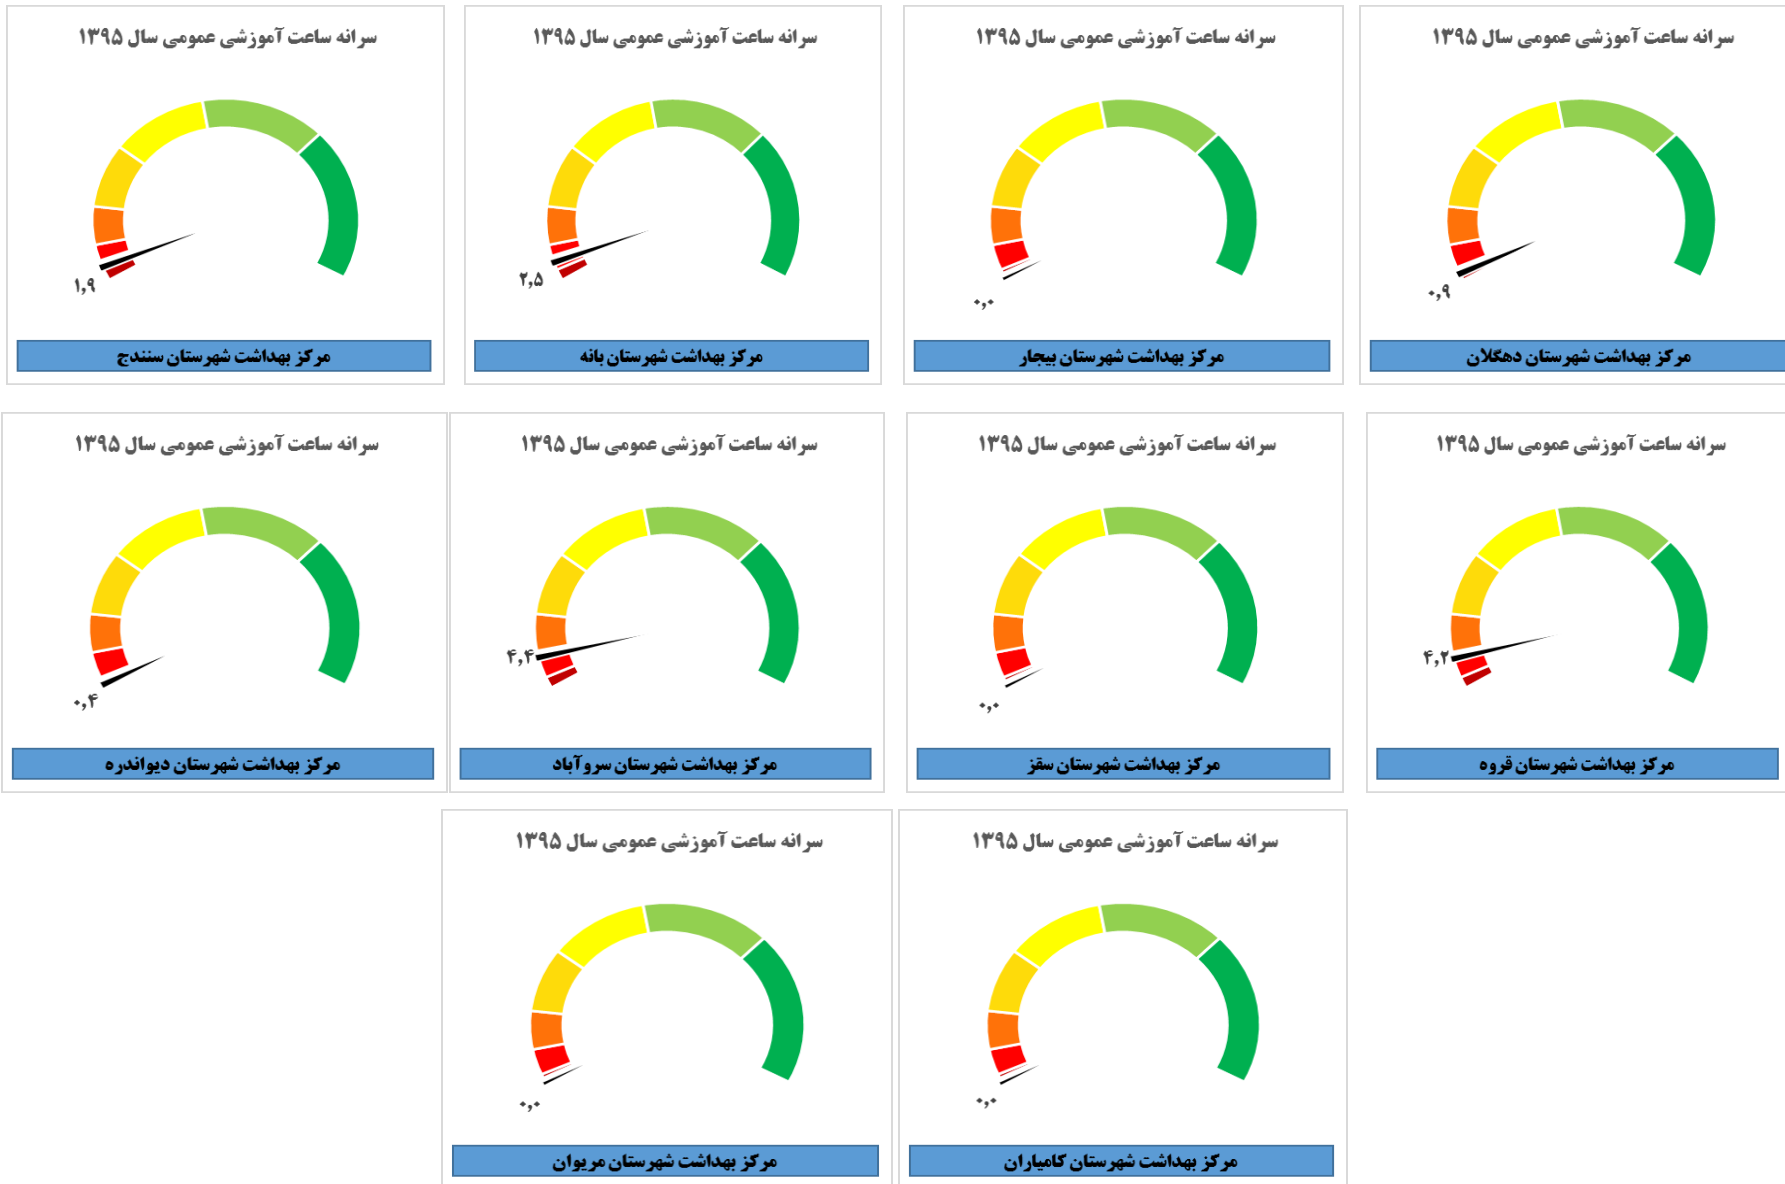 سرانه ساعت آموزشی عمومی سال ۱۳۹۵
۰,۹
مرکز بهداشت شهرستان دهگلان
سرانه ساعت آموزشی عمومی سال ۱۳۹۵
۰,۰
مرکز بهداشت شهرستان بیجار
سرانه ساعت آموزشی عمومی سال ۱۳۹۵
۲,۵
مرکز بهداشت شهرستان بانه
سرانه ساعت آموزشی عمومی سال ۱۳۹۵
۱,۹
مرکز بهداشت شهرستان سنندج
سرانه ساعت آموزشی عمومی سال ۱۳۹۵
۴,۲
مرکز بهداشت شهرستان قروه
سرانه ساعت آموزشی عمومی سال ۱۳۹۵
۰,۰
مرکز بهداشت شهرستان سقز
سرانه ساعت آموزشی عمومی سال ۱۳۹۵
۴,۴
مرکز بهداشت شهرستان سروآباد
سرانه ساعت آموزشی عمومی سال ۱۳۹۵
۰,۴
مرکز بهداشت شهرستان دیواندره
سرانه ساعت آموزشی عمومی سال ۱۳۹۵
۰,۰
مرکز بهداشت شهرستان کامیاران
سرانه ساعت آموزشی عمومی سال ۱۳۹۵
۰,۰
مرکز بهداشت شهرستان مریوان